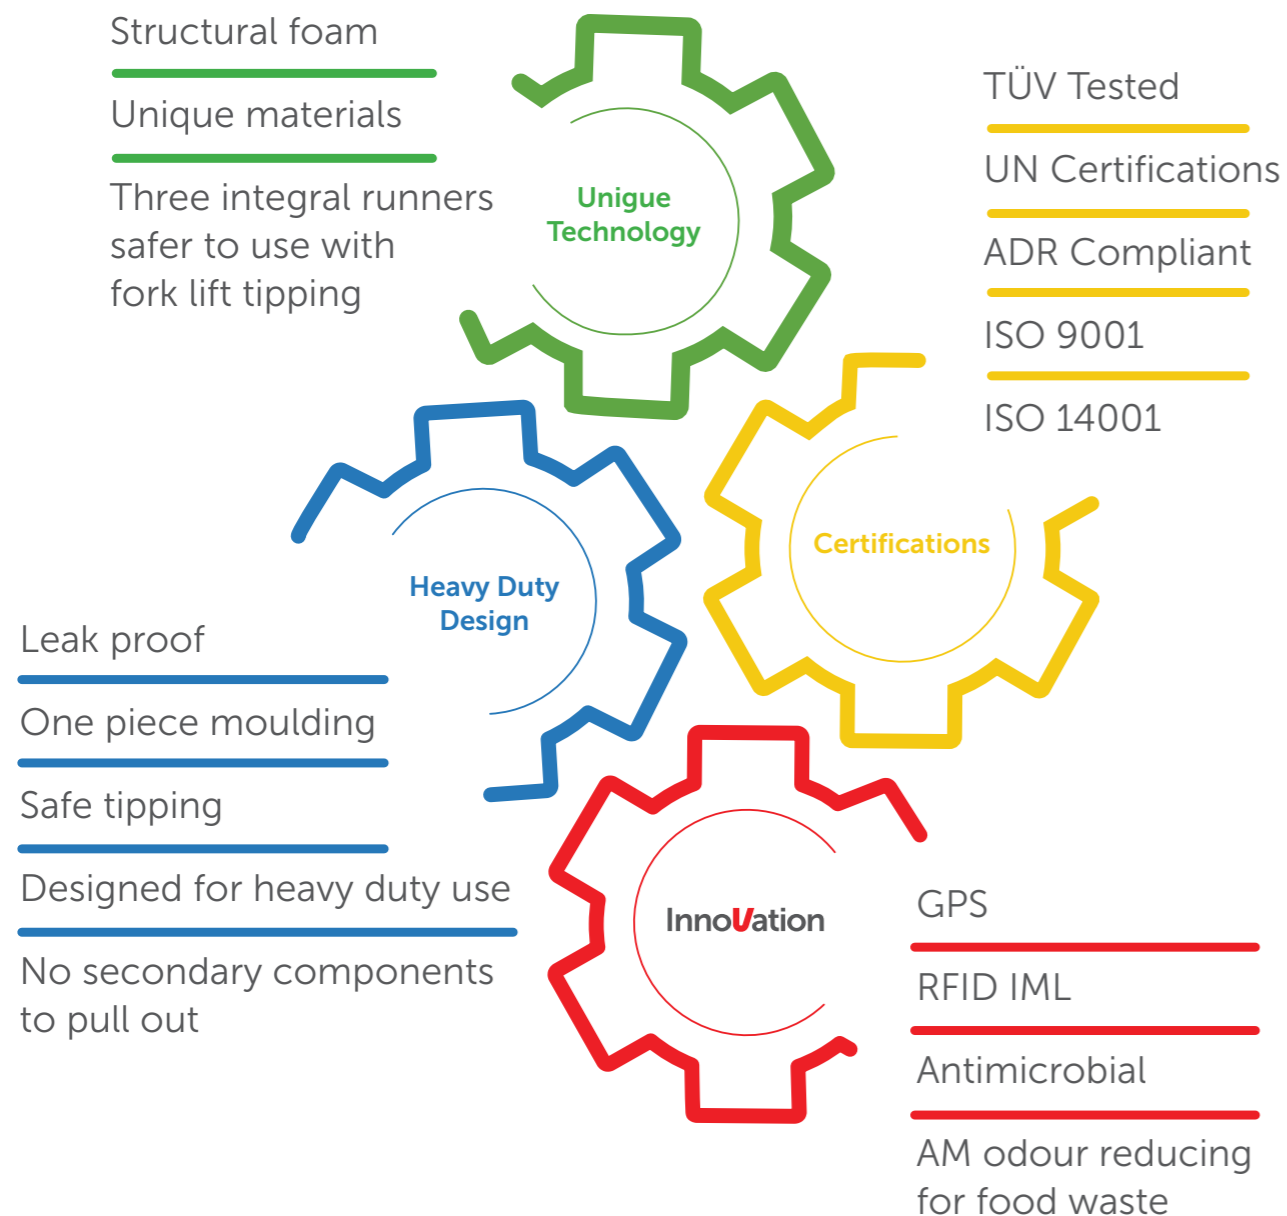 Structural foam
Unique materials
Three integral runners
safer to use with
fork lift tipping
Unigue
Technology
TÜV Tested
UN Certifications
ADR Compliant
ISO 9001
ISO 14001
Certifications
Heavy Duty
Design
Leak proof
One piece moulding
Safe tipping
Designed for heavy duty use
No secondary components
to pull out
InnoVation
GPS
RFID IML
Antimicrobial
AM odour reducing
for food waste